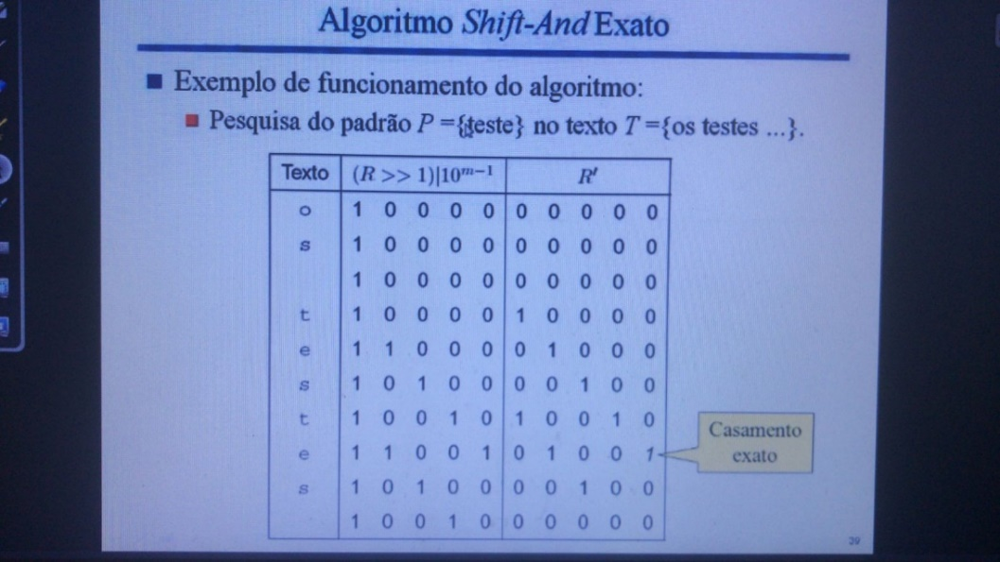 Algoritmo Shift-And Exato
Exemplo de funcionamento do algoritmo:
Pesquisa do padrão P ={teste} no texto T ={os testes ...}.
Texto (R >> 1)|10^{m−1} R'
o 1 0 0 0 0 0 0 0 0 0
s 1 0 0 0 0 0 0 0 0 0
1 0 0 0 0 0 0 0 0 0
t 1 0 0 0 0 1 0 0 0 0
e 1 1 0 0 0 0 1 0 0 0
s 1 0 1 0 0 0 0 1 0 0
t 1 0 0 1 0 1 0 0 1 0
e 1 1 0 0 1 0 1 0 0 1
Casamento
exato
s 1 0 1 0 0 0 0 1 0 0
1 0 0 1 0 0 0 0 0 0
39